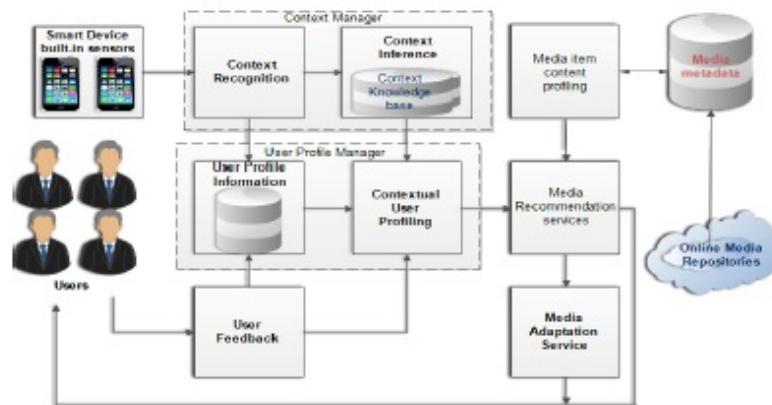 Context Manager
Smart Device
built.in sensors
Context
Recognition
Context
Inference
Context
Knowledge
base
Media item
content
profiling
Media
metadata
User Profile Manager
User Profile
Information
Contextual
User
Profiling
Media
Recommendation
services
Online Media
Repositories
Users
User
Feedback
Media
Adaptation
Service